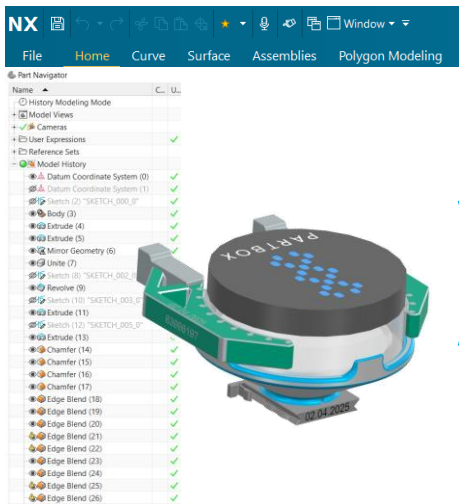 NX
Window
File Home Curve Surface Assemblies Polygon Modeling
Part Navigator
Name C... U...
History Modeling Mode
Model Views
Cameras
User Expressions
Reference Sets
Model History
Datum Coordinate System (0)
Datum Coordinate System (1)
Sketch (2) "SKETCH_000_0"
Body (3)
Extrude (4)
Extrude (5)
Mirror Geometry (6)
Unite (7)
Sketch (8) "SKETCH_002_0
Revolve (9)
Sketch (10) "SKETCH_003_0"
Extrude (11)
Sketch (12) "SKETCH_005_0"
Extrude (13)
Chamfer (14)
Chamfer (15)
Chamfer (16)
Chamfer (17)
Edge Blend (18)
Edge Blend (19)
Edge Blend (20)
Edge Blend (21)
Edge Blend (22)
Edge Blend (23)
Edge Blend (24)
Edge Blend (25)
Edge Blend (26)
PARTBOX
02.04.2025